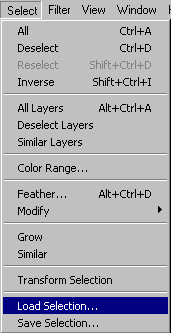 Select Filter View Window
All Ctrl+A
Deselect Ctrl+D
Reselect Shift+Ctrl+D
Inverse Shift+Ctrl+I
All Layers Alt+Ctrl+A
Deselect Layers
Similar Layers
Color Range...
Feather... Alt+Ctrl+D
Modify
Grow
Similar
Transform Selection
Load Selection...
Save Selection...